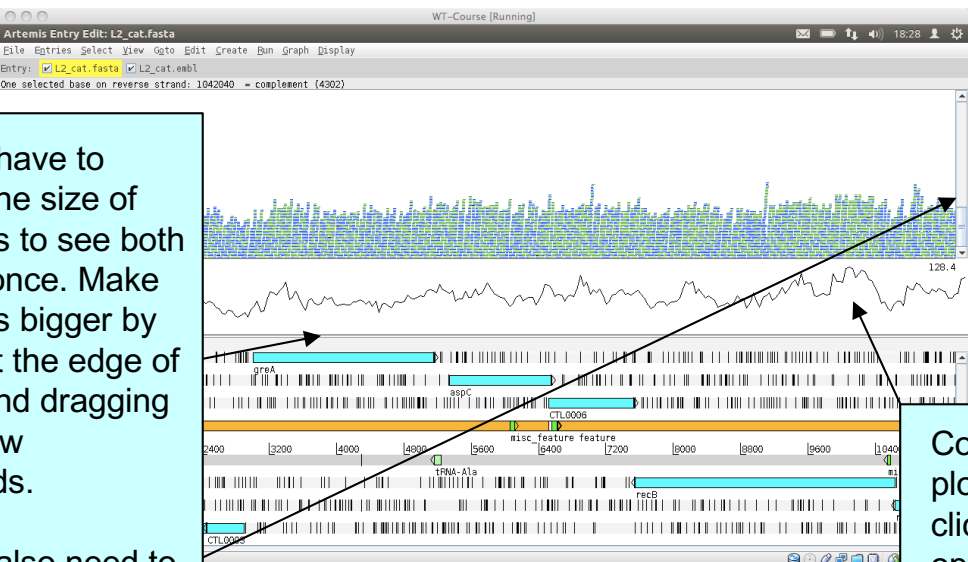 WT-Course [Running]
Artemis Entry Edit: L2_cat.fasta
18:28
File Entries Select View Goto Edit Create Run Graph Display
Entry: L2_cat.fasta L2_cat.embl
One selected base on reverse strand: 1042040 = complement (4302)
have to
he size of
s to see both
once. Make
s bigger by
t the edge of
nd dragging
w
ds.
also need to
128.4
greA
aspC
CTL0006
misc_feature feature
2400 3200 4000 4800 5600 6400 7200 8000 8800 9600 1040
tRNA-Ala
mi
recB
CTL0003
Co
plo
clic